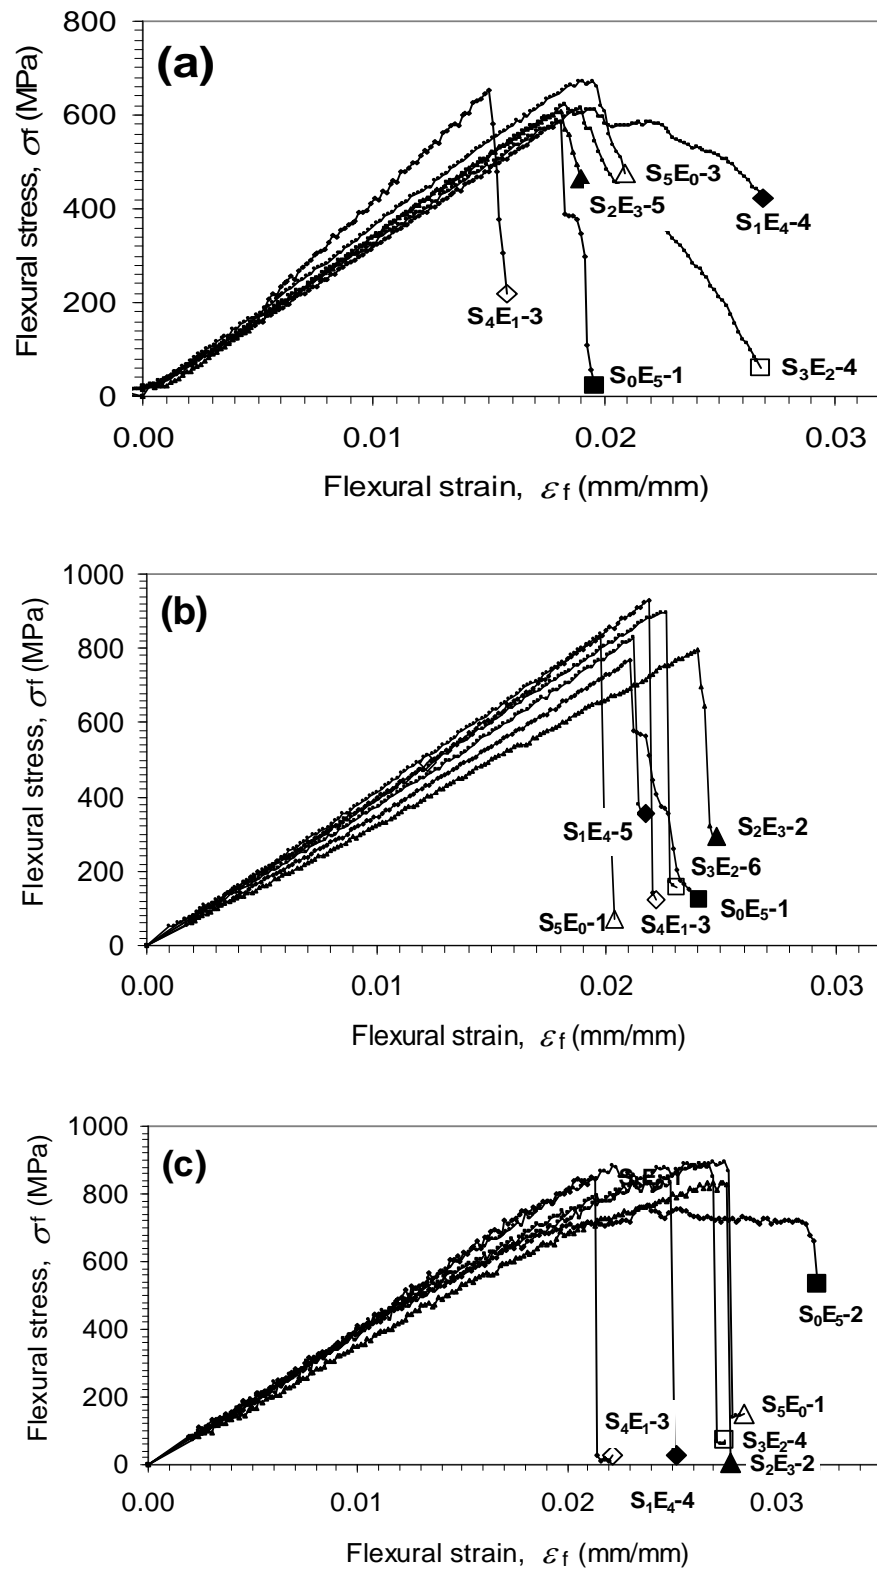 800
(a)
600
400
200
0
Flexural stress, σf (MPa)
S5E0-3
S2E3-5
S1E4-4
S4E1-3
S0E5-1
S3E2-4
0.00 0.01 0.02 0.03
Flexural strain, εf (mm/mm)
1000
(b)
800
600
400
200
0
Flexural stress, σf (MPa)
S1E4-5
S2E3-2
S3E2-6
S5E0-1
S4E1-3
S0E5-1
0.00 0.01 0.02 0.03
Flexural strain, εf (mm/mm)
1000
(c)
800
600
400
200
0
Flexural stress, σf (MPa)
S0E5-2
S5E0-1
S4E1-3
S3E2-4
S2E3-2
S1E4-4
0.00 0.01 0.02 0.03
Flexural strain, εf (mm/mm)